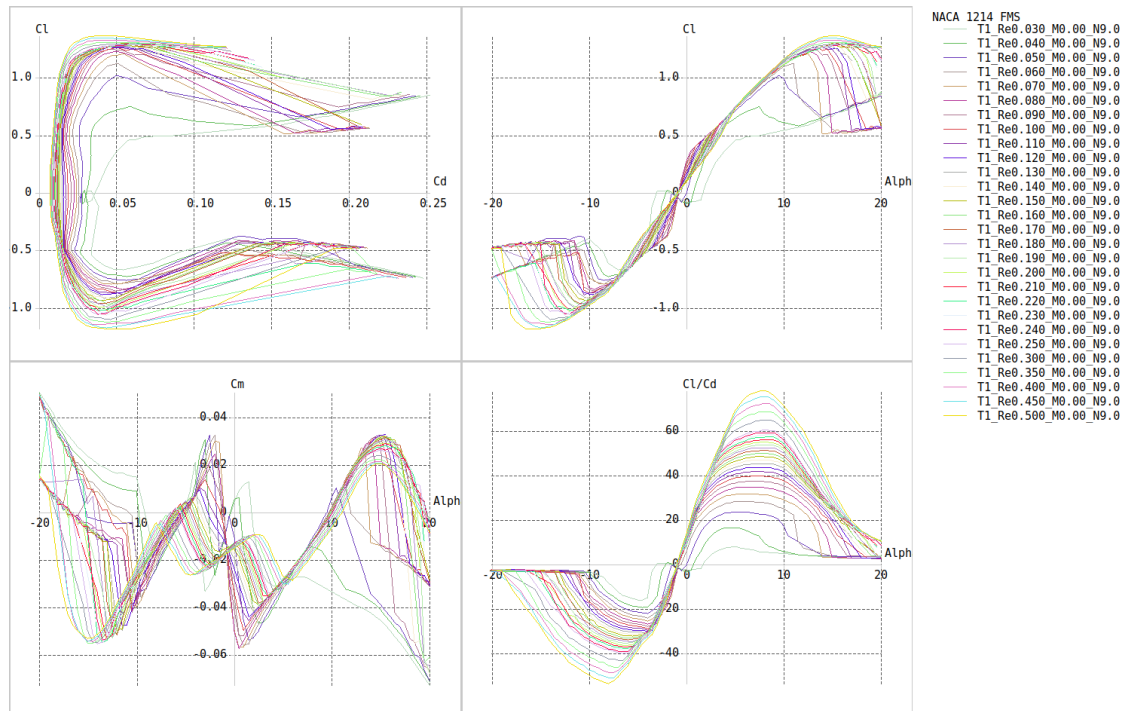 Cl
1.0
0.5
0
Cd
0
0.05
0.10
0.15
0.20
0.25
0.5
1.0
Cl
1.0
0.5
0
Alph
-20
-10
0
10
20
-0.5
-1.0
Cm
0.04
0.02
0
Alph
-20
-10
0
10
20
-0.02
-0.04
-0.06
Cl/Cd
60
40
20
0
Alph
-20
-10
0
10
20
-20
-40
NACA 1214 FMS
T1_Re0.030_M0.00_N9.0
T1_Re0.040_M0.00_N9.0
T1_Re0.050_M0.00_N9.0
T1_Re0.060_M0.00_N9.0
T1_Re0.070_M0.00_N9.0
T1_Re0.080_M0.00_N9.0
T1_Re0.090_M0.00_N9.0
T1_Re0.100_M0.00_N9.0
T1_Re0.110_M0.00_N9.0
T1_Re0.120_M0.00_N9.0
T1_Re0.130_M0.00_N9.0
T1_Re0.140_M0.00_N9.0
T1_Re0.150_M0.00_N9.0
T1_Re0.160_M0.00_N9.0
T1_Re0.170_M0.00_N9.0
T1_Re0.180_M0.00_N9.0
T1_Re0.190_M0.00_N9.0
T1_Re0.200_M0.00_N9.0
T1_Re0.210_M0.00_N9.0
T1_Re0.220_M0.00_N9.0
T1_Re0.230_M0.00_N9.0
T1_Re0.240_M0.00_N9.0
T1_Re0.250_M0.00_N9.0
T1_Re0.300_M0.00_N9.0
T1_Re0.350_M0.00_N9.0
T1_Re0.400_M0.00_N9.0
T1_Re0.450_M0.00_N9.0
T1_Re0.500_M0.00_N9.0